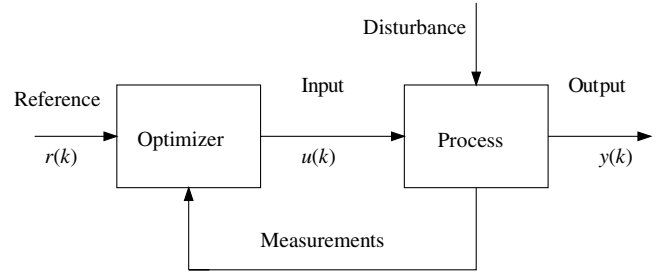 Disturbance
Reference
Input
Output
Optimizer
Process
r(k)
u(k)
y(k)
Measurements